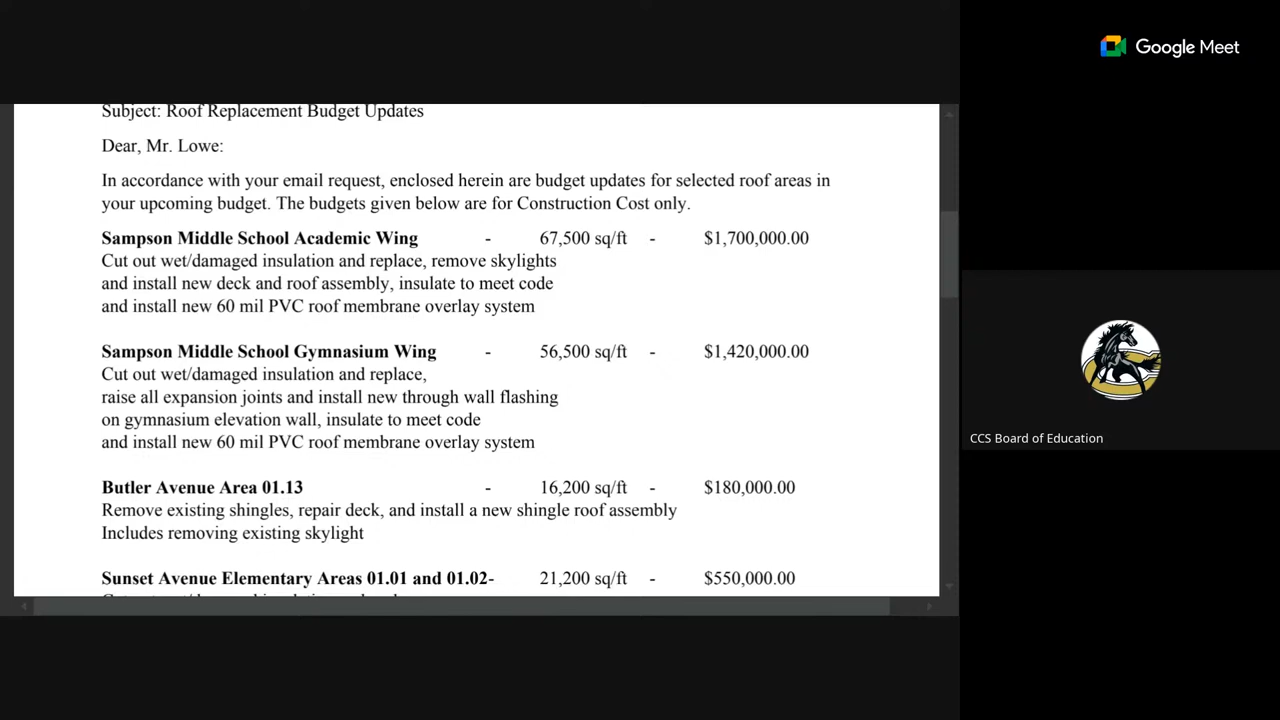 Google Meet
Subject: Roof Replacement Budget Updates
Dear, Mr. Lowe:
In accordance with your email request, enclosed herein are budget updates for selected roof areas in
your upcoming budget. The budgets given below are for Construction Cost only.
Sampson Middle School Academic Wing - 67,500 sq/ft - $1,700,000.00
Cut out wet/damaged insulation and replace, remove skylights
and install new deck and roof assembly, insulate to meet code
and install new 60 mil PVC roof membrane overlay system
Sampson Middle School Gymnasium Wing - 56,500 sq/ft - $1,420,000.00
Cut out wet/damaged insulation and replace,
raise all expansion joints and install new through wall flashing
on gymnasium elevation wall, insulate to meet code
and install new 60 mil PVC roof membrane overlay system
Butler Avenue Area 01.13 - 16,200 sq/ft - $180,000.00
Remove existing shingles, repair deck, and install a new shingle roof assembly
Includes removing existing skylight
Sunset Avenue Elementary Areas 01.01 and 01.02- 21,200 sq/ft - $550,000.00
CCS Board of Education